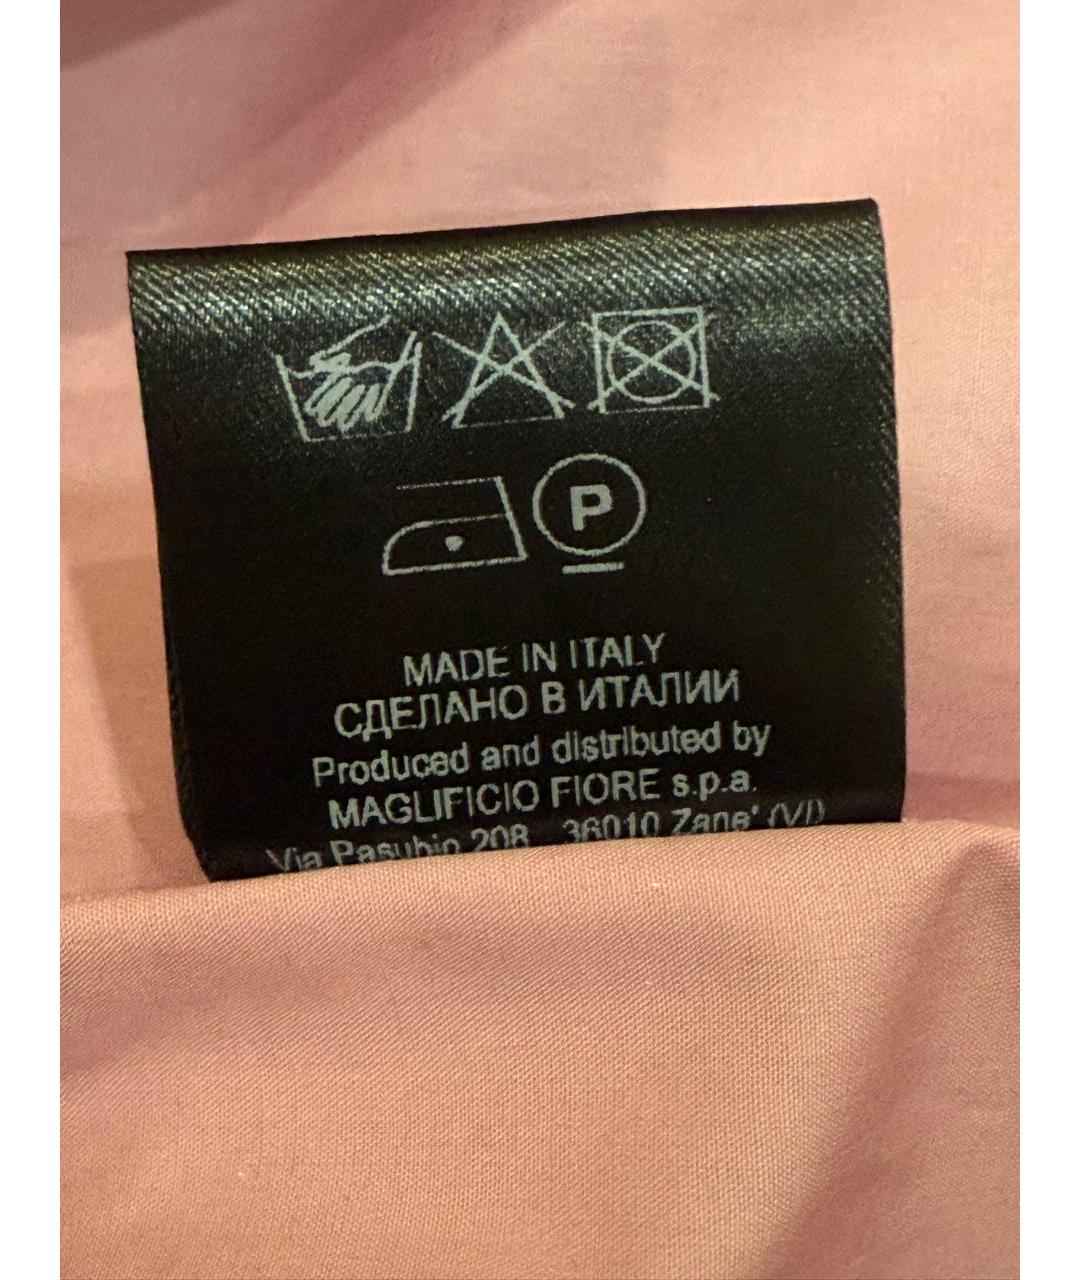 P
MADE IN ITALY
СДЕЛАНО В ИТАЛИИ
Produced and distributed by
MAGLIFICIO FIORE s.p.a.
Via Pasubio 208 36010 Zane' (VI)